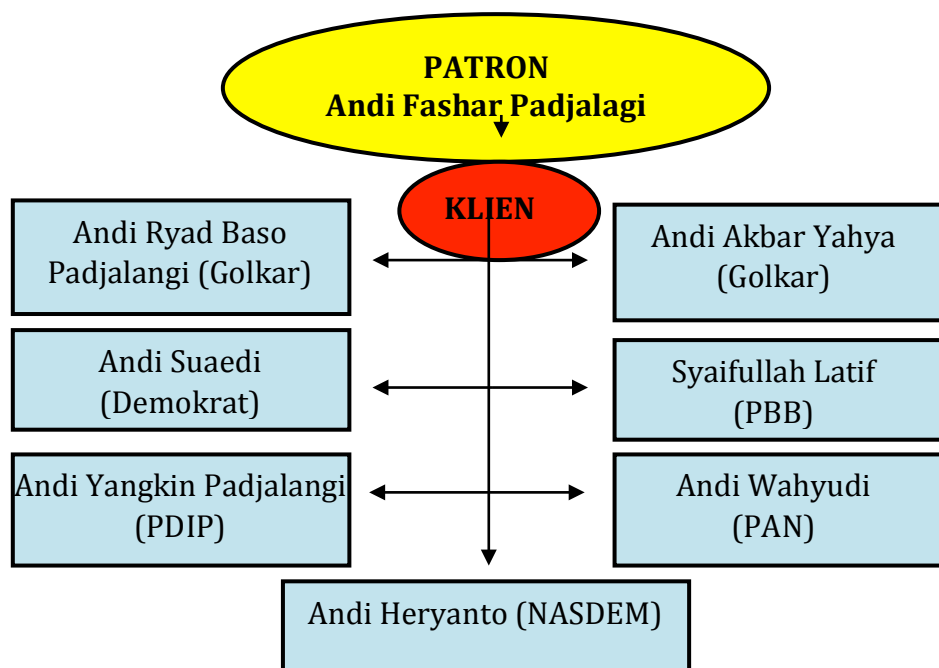 PATRON
Andi Fashar Padjalagi
KLIEN
Andi Ryad Baso
Padjalangi (Golkar)
Andi Akbar Yahya
(Golkar)
Andi Suaedi
(Demokrat)
Syaifullah Latif
(PBB)
Andi Yangkin Padjalangi
(PDIP)
Andi Wahyudi
(PAN)
Andi Heryanto (NASDEM)